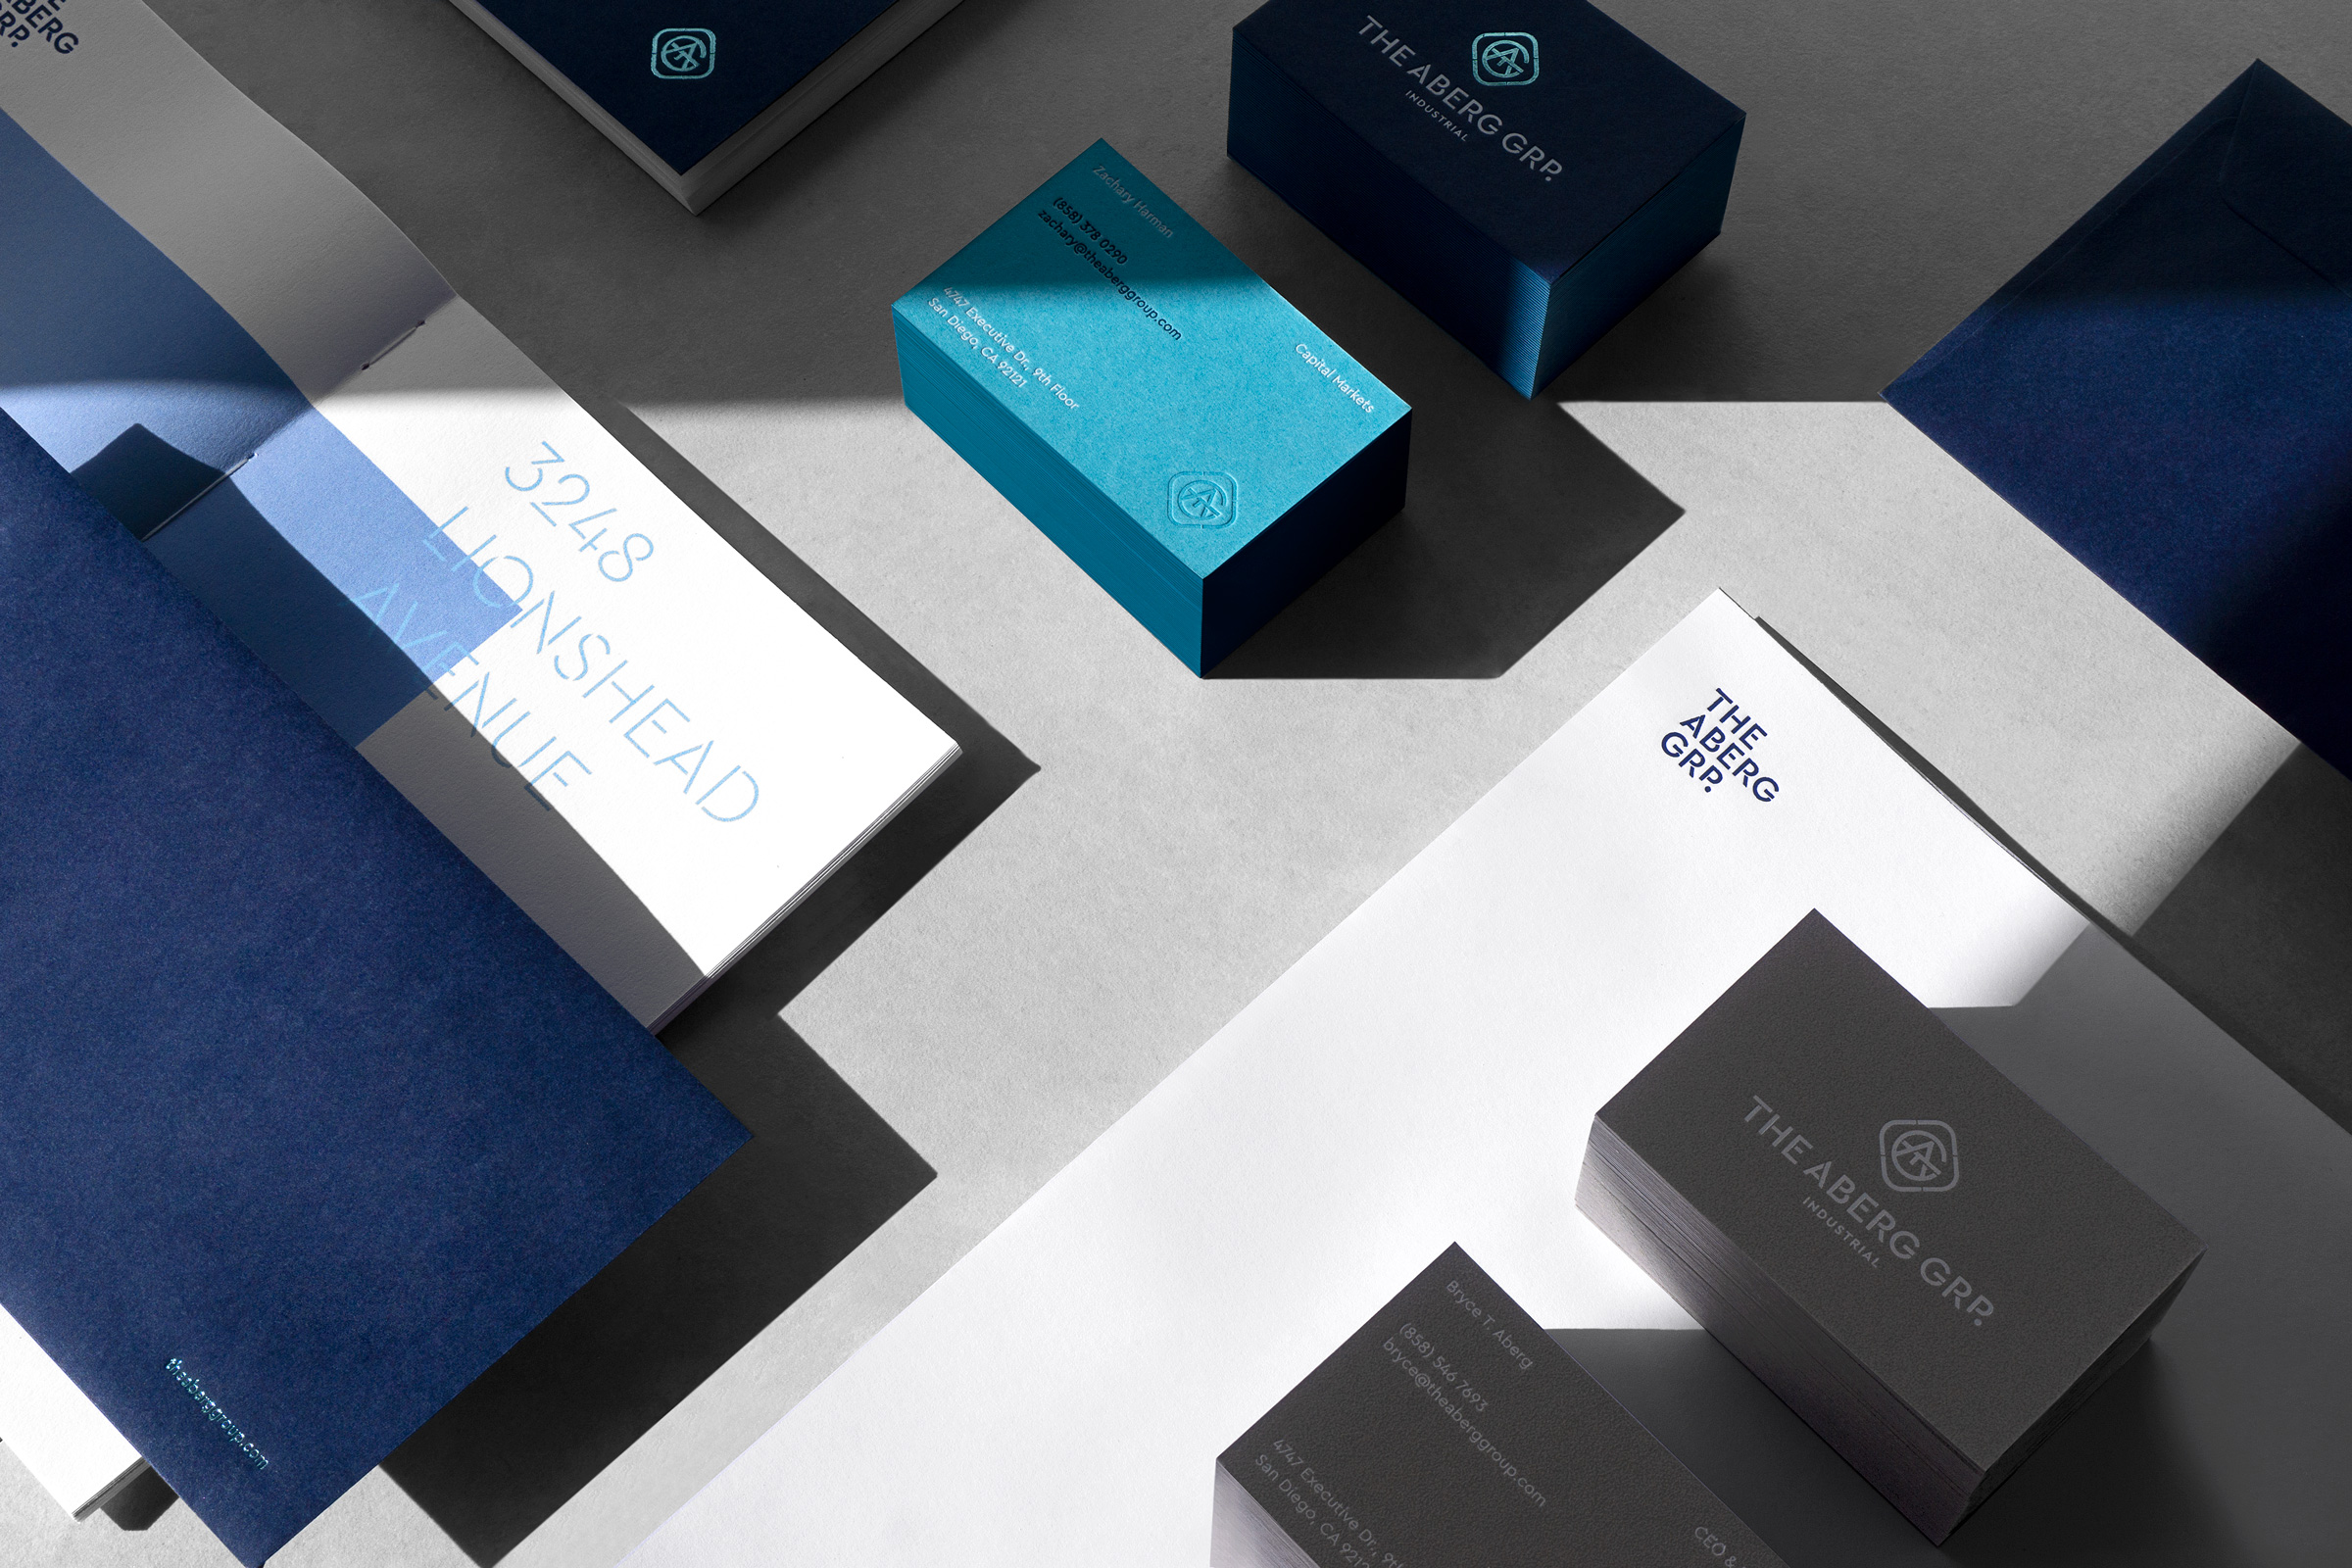 ABERG
GRP.
THE ABERG GRP.
INDUSTRIAL
Zachary Harman
(858) 378 0290
zachary@theaberggroup.com
4747 Executive Dr., 9th Floor
San Diego, CA 92121
Capital Markets
3248
LIONSHEAD
AVENUE
THE
ABERG
GRP.
THE ABERG GRP.
INDUSTRIAL
Bryce T. Aberg
(858) 546 7693
bryce@theaberggroup.com
4747 Executive Dr., 9th
San Diego, CA 9212
CEO &
theaberggroup.com